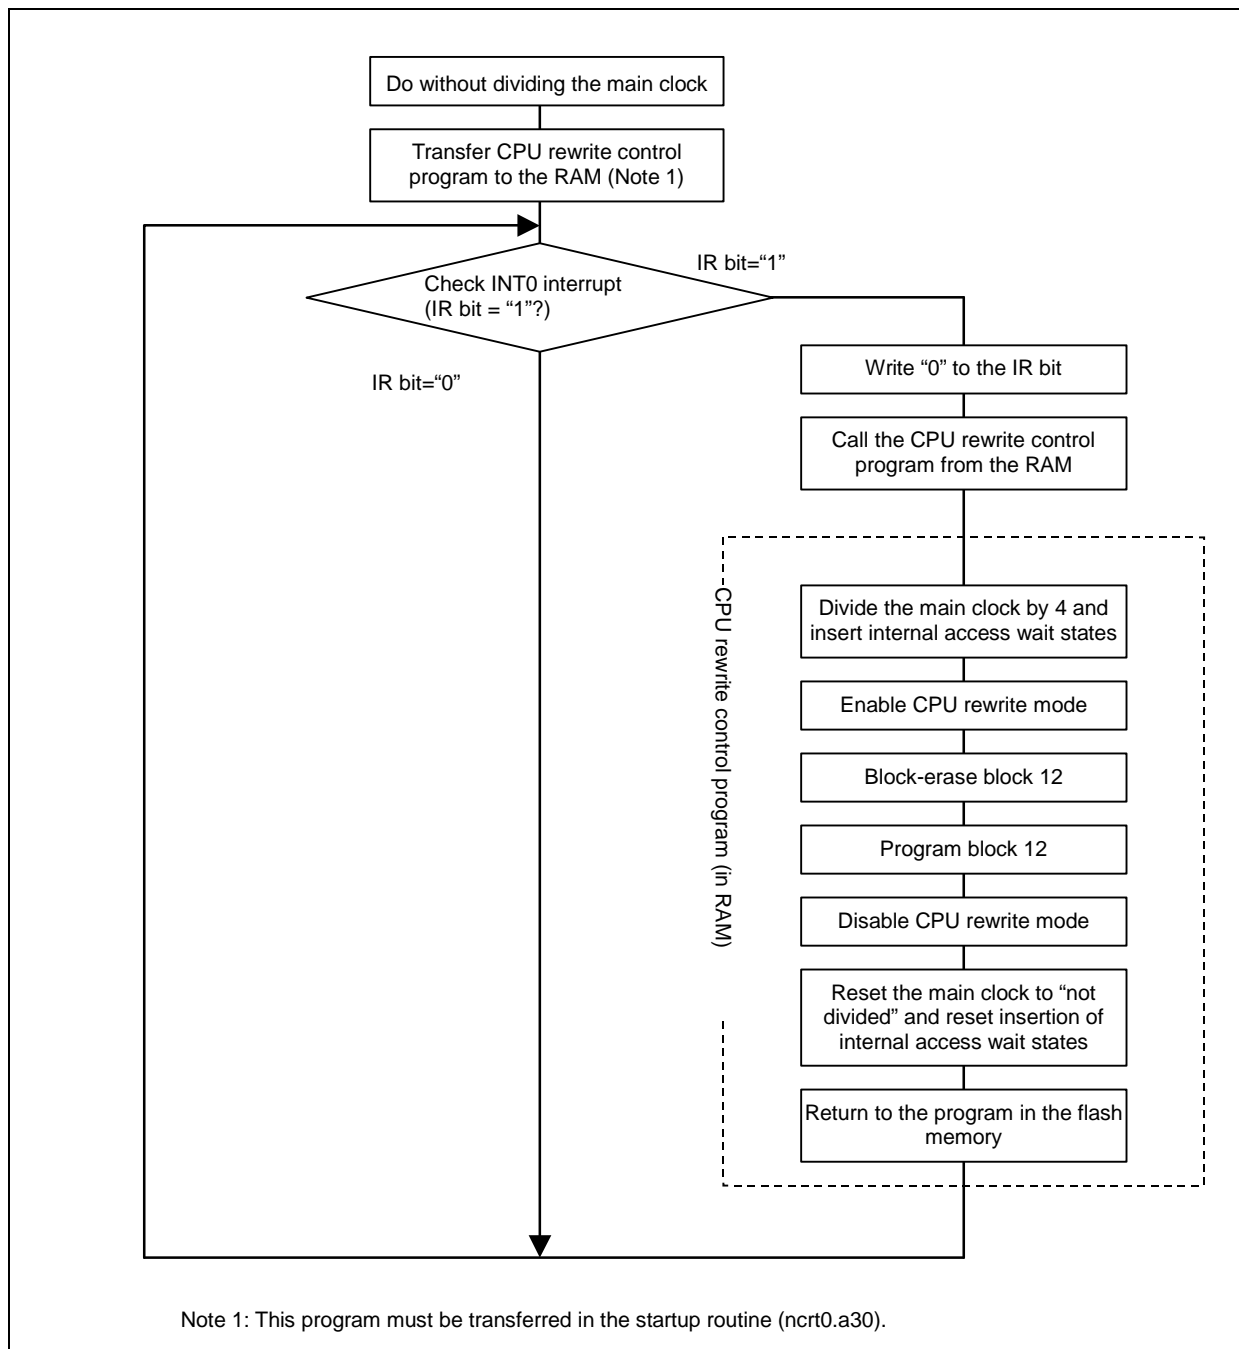 Do without dividing the main clock
Transfer CPU rewrite control
program to the RAM (Note 1)
IR bit=“1”
Check INT0 interrupt
(IR bit = “1”?)
IR bit=“0”
Write “0” to the IR bit
Call the CPU rewrite control
program from the RAM
CPU rewrite control program (in RAM)
Divide the main clock by 4 and
insert internal access wait states
Enable CPU rewrite mode
Block-erase block 12
Program block 12
Disable CPU rewrite mode
Reset the main clock to “not
divided” and reset insertion of
internal access wait states
Return to the program in the flash
memory
Note 1: This program must be transferred in the startup routine (ncrt0.a30).